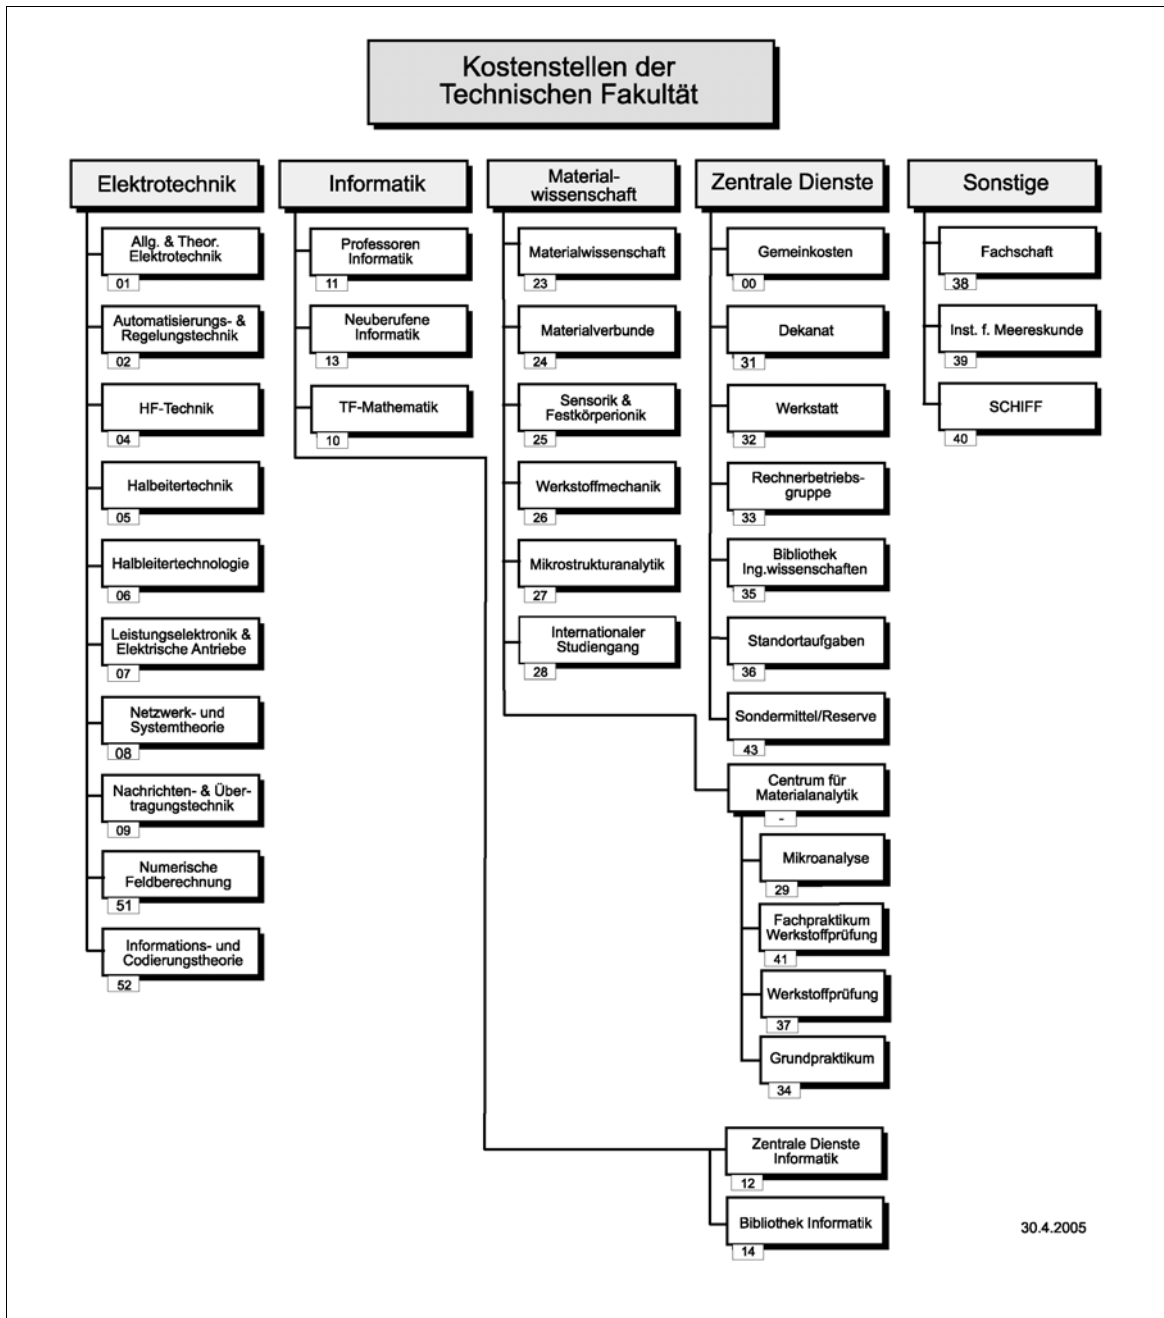 Kostenstellen der
Technischen Fakultät
Elektrotechnik
Allg. & Theor.
Elektrotechnik
01
Automatisierungs- &
Regelungstechnik
02
HF-Technik
04
Halbeitertechnik
05
Halbleitertechnologie
06
Leistungselektronik &
Elektrische Antriebe
07
Netzwerk- und
Systemtheorie
08
Nachrichten- & Über-
tragungstechnik
09
Numerische
Feldberechnung
51
Informations- und
Codierungstheorie
52
Informatik
Professoren
Informatik
11
Neuberufene
Informatik
13
TF-Mathematik
10
Material-
wissenschaft
Materialwissenschaft
23
Materialverbunde
24
Sensorik &
Festkörperionik
25
Werkstoffmechanik
26
Mikrostrukturanalytik
27
Internationaler
Studiengang
28
Zentrale Dienste
Gemeinkosten
00
Dekanat
31
Werkstatt
32
Rechnerbetriebs-
gruppe
33
Bibliothek
Ing.wissenschaften
35
Standortaufgaben
36
Sondermittel/Reserve
43
Centrum für
Materialanalytik
-
Mikroanalyse
29
Fachpraktikum
Werkstoffprüfung
41
Werkstoffprüfung
37
Grundpraktikum
34
Zentrale Dienste
Informatik
12
Bibliothek Informatik
14
Sonstige
Fachschaft
38
Inst. f. Meereskunde
39
SCHIFF
40
30.4.2005